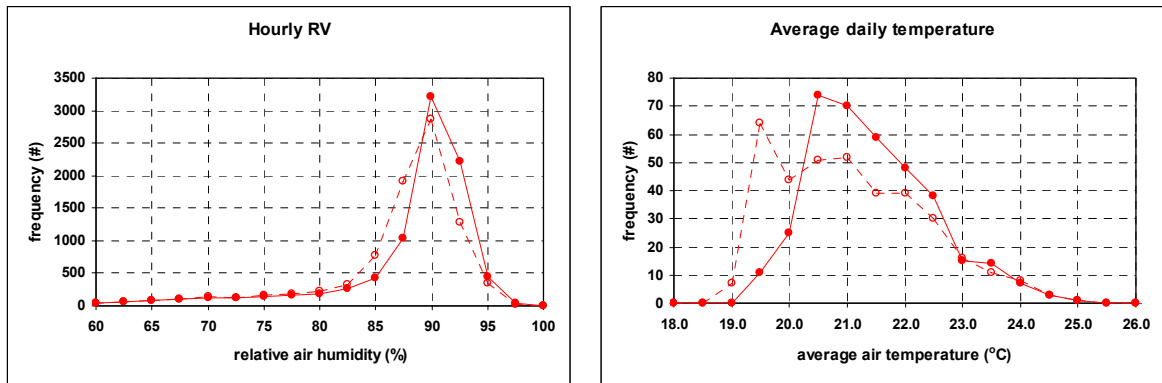 Hourly RV
3500
3000
2500
2000
1500
1000
500
0
frequency (#)
60 65 70 75 80 85 90 95 100
relative air humidity (%)
Average daily temperature
80
70
60
50
40
30
20
10
0
frequency (#)
18.0 19.0 20.0 21.0 22.0 23.0 24.0 25.0 26.0
average air temperature (°C)